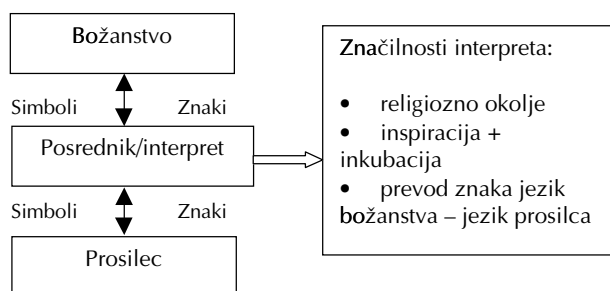 Božanstvo
Simboli Znaki
Posrednik/interpret
Simboli Znaki
Prosilec
Značilnosti interpreta:
• religiozno okolje
• inspiracija +
inkubacija
• prevod znaka jezik
božanstva – jezik prosilca